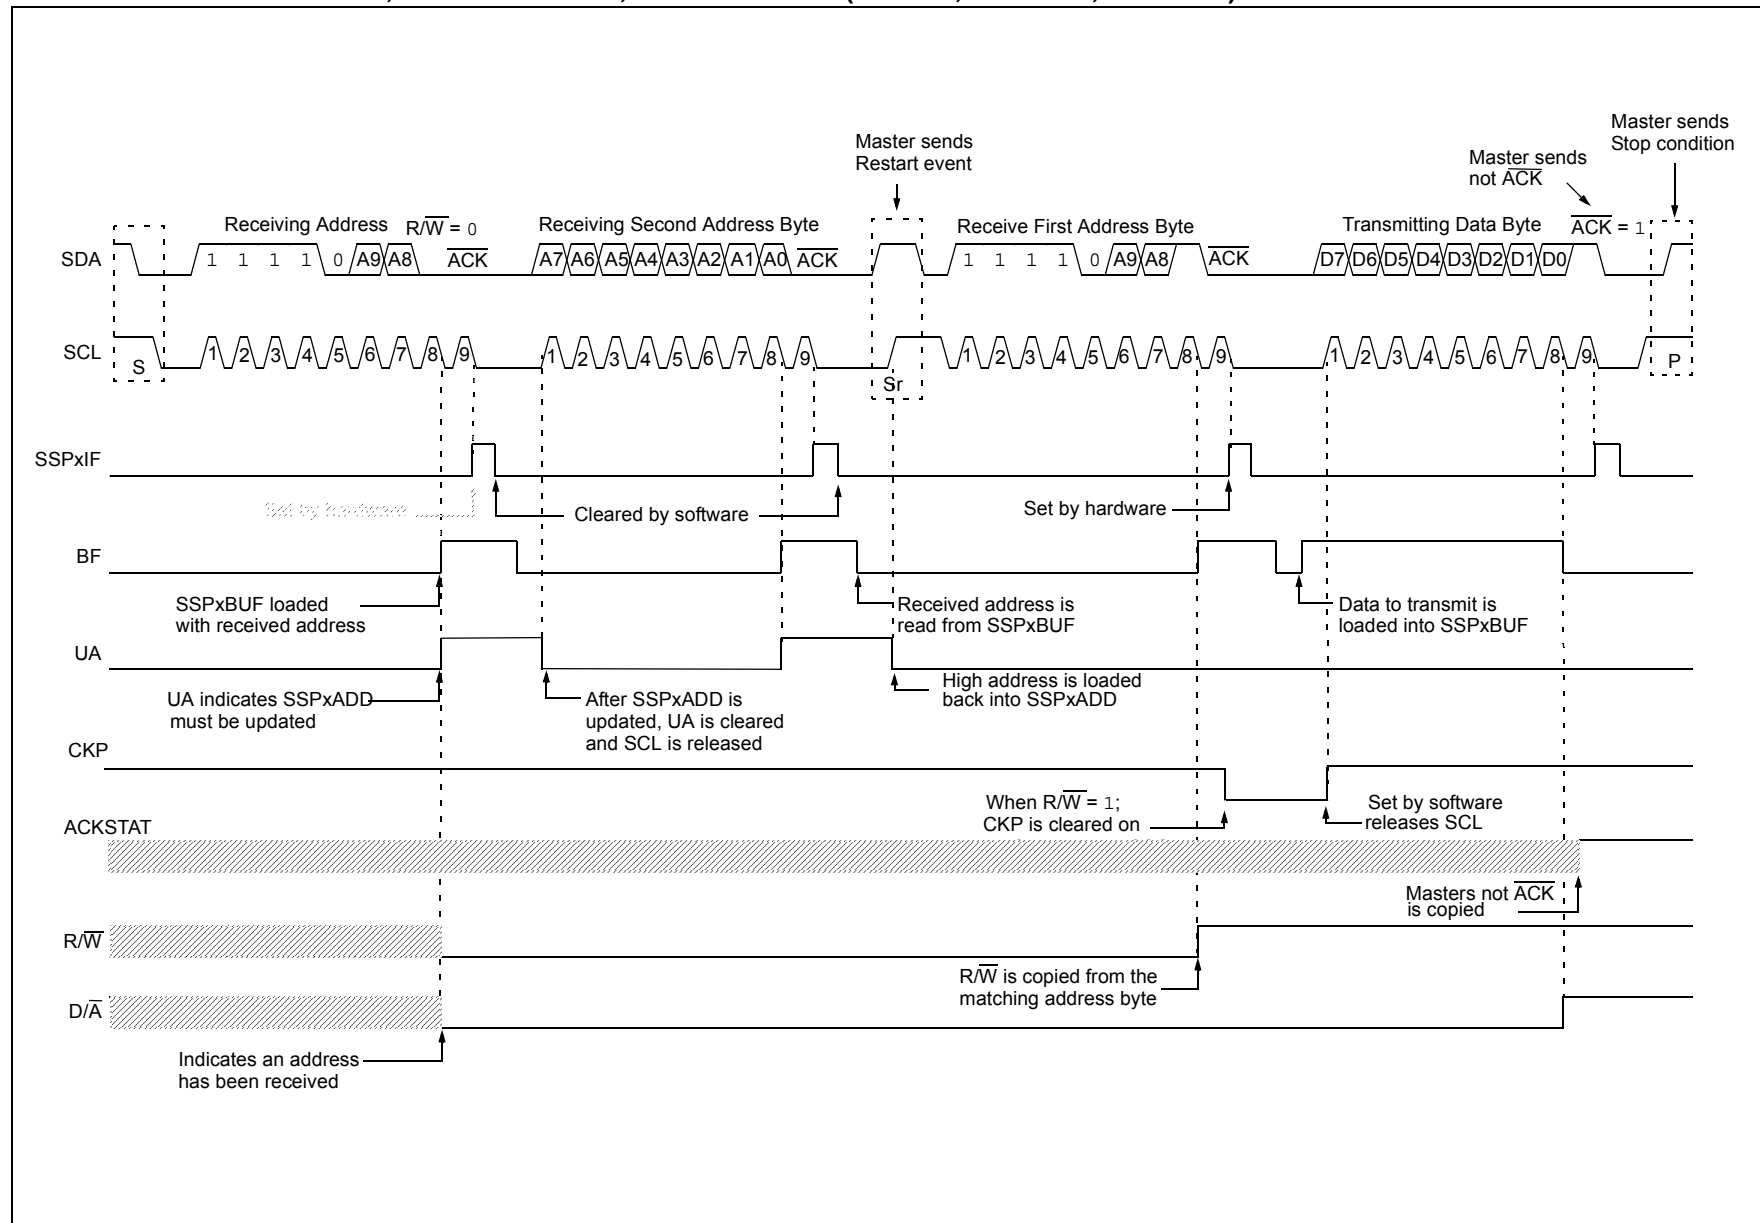 Master sends
Stop condition
Master sends
Restart event
Master sends
not ACK
Receiving Address R/W = 0
Receiving Second Address Byte
Receive First Address Byte
Transmitting Data Byte
ACK = 1
SDA
1 1 1 1 0 A9 A8 ACK
A7 A6 A5 A4 A3 A2 A1 A0 ACK
1 1 1 1 0 A9 A8 ACK
D7 D6 D5 D4 D3 D2 D1 D0
SCL
S
1 2 3 4 5 6 7 8 9
1 2 3 4 5 6 7 8 9
Sr
1 2 3 4 5 6 7 8 9
1 2 3 4 5 6 7 8 9
P
SSPxIF
Set by hardware
Cleared by software
Set by hardware
BF
SSPxBUF loaded
with received address
Received address is
read from SSPxBUF
Data to transmit is
loaded into SSPxBUF
UA
UA indicates SSPxADD
must be updated
After SSPxADD is
updated, UA is cleared
and SCL is released
High address is loaded
back into SSPxADD
CKP
When R/W = 1;
CKP is cleared on
Set by software
releases SCL
ACKSTAT
Masters not ACK
is copied
R/W
R/W is copied from the
matching address byte
D/A
Indicates an address
has been received